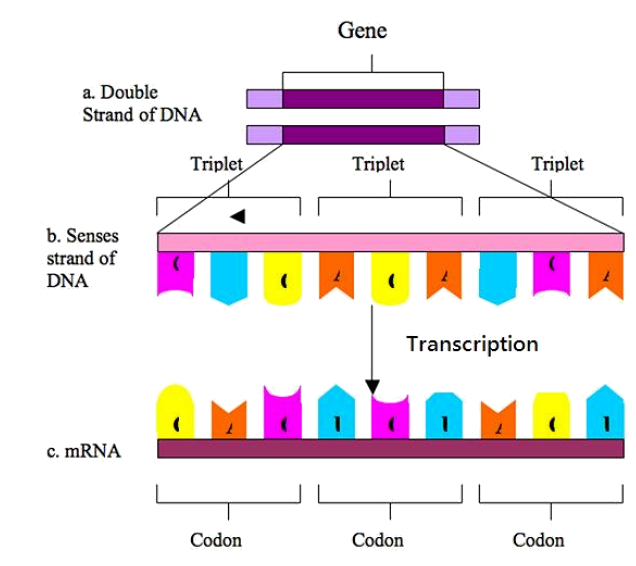 Gene
a. Double
Strand of DNA
Triplet Triplet Triplet
b. Senses
strand of
DNA
A A A
Transcription
A A
c. mRNA
Codon Codon Codon